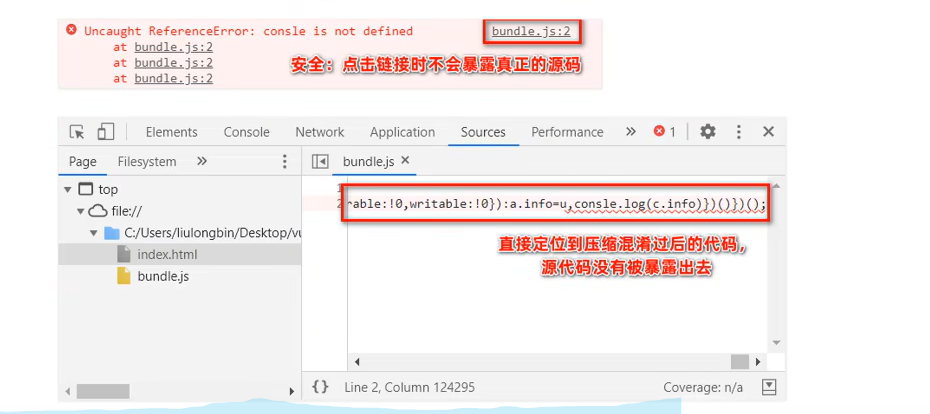 Uncaught ReferenceError: consle is not defined bundle.js:2
at bundle.js:2
at bundle.js:2
at bundle.js:2
安全：点击链接时不会暴露真正的源码
Elements Console Network Application Sources Performance » 1
Page Filesystem » bundle.js ×
top
file://
C:/Users/liulongbin/Desktop/vu
index.html
bundle.js
1
2 rable:!0,writable:!0}):a.info=u,consle.log(c.info)})()})();
直接定位到压缩混淆过后的代码，
源代码没有被暴露出去
{} Line 2, Column 124295 Coverage: n/a